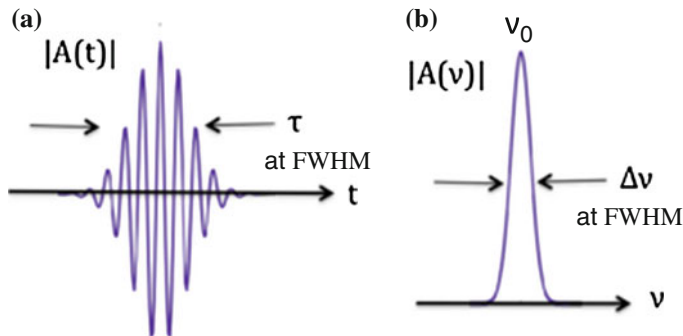 (a)
|A(t)|
τ
at FWHM
t
(b)
ν₀
|A(ν)|
Δν
at FWHM
ν